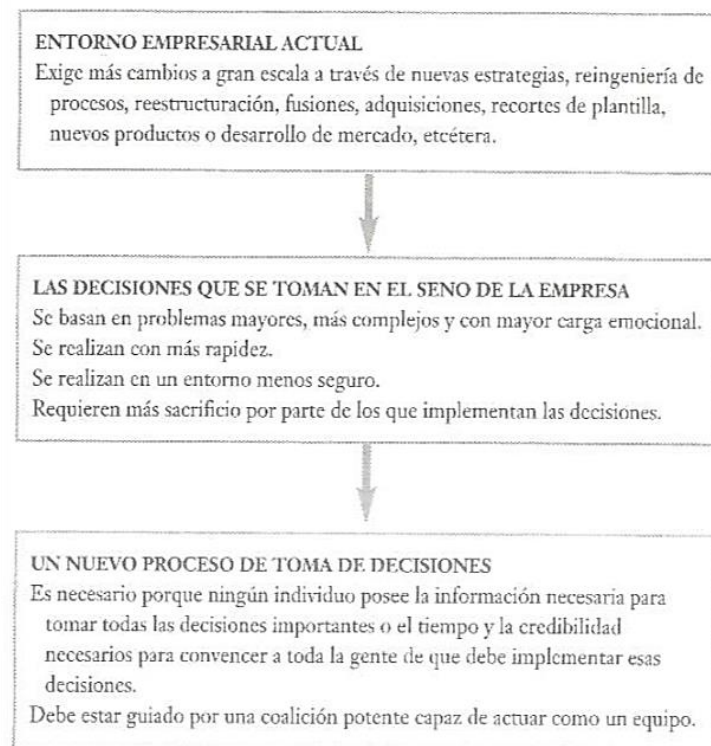 ENTORNO EMPRESARIAL ACTUAL
Exige más cambios a gran escala a través de nuevas estrategias, reingeniería de
procesos, reestructuración, fusiones, adquisiciones, recortes de plantilla,
nuevos productos o desarrollo de mercado, etcétera.
LAS DECISIONES QUE SE TOMAN EN EL SENO DE LA EMPRESA
Se basan en problemas mayores, más complejos y con mayor carga emocional.
Se realizan con más rapidez.
Se realizan en un entorno menos seguro.
Requieren más sacrificio por parte de los que implementan las decisiones.
UN NUEVO PROCESO DE TOMA DE DECISIONES
Es necesario porque ningún individuo posee la información necesaria para
tomar todas las decisiones importantes o el tiempo y la credibilidad
necesarios para convencer a toda la gente de que debe implementar esas
decisiones.
Debe estar guiado por una coalición potente capaz de actuar como un equipo.